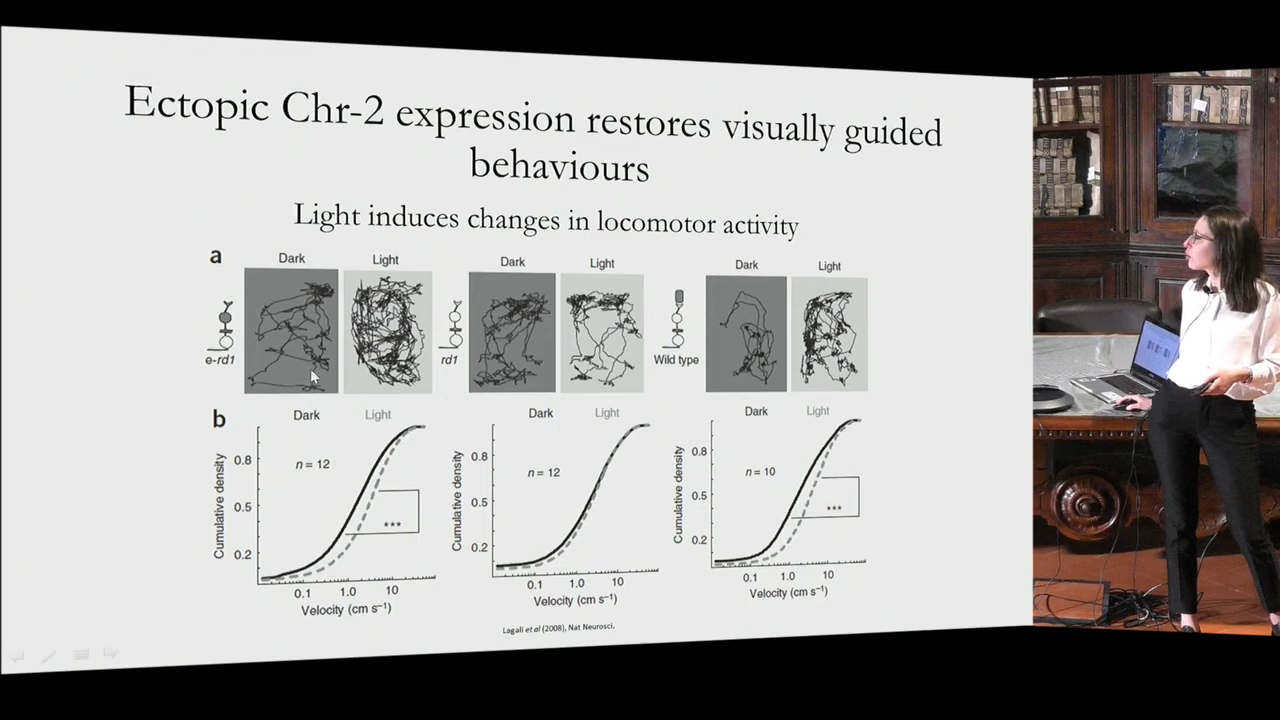 Ectopic Chr-2 expression restores visually guided
behaviours
Light induces changes in locomotor activity
a
Dark
Light
Dark
Light
Dark
Light
e-rd1
rd1
Wild type
b
Dark
Light
Dark
Light
Dark
Light
Cumulative density
0.8
0.5
0.2
n = 12
***
0.1
1.0
10
Velocity (cm s⁻¹)
Cumulative density
0.8
0.5
0.2
n = 12
0.1
1.0
10
Velocity (cm s⁻¹)
Cumulative density
0.8
0.5
0.2
n = 10
***
0.1
1.0
10
Velocity (cm s⁻¹)
Lagali et al (2008), Nat Neurosci.